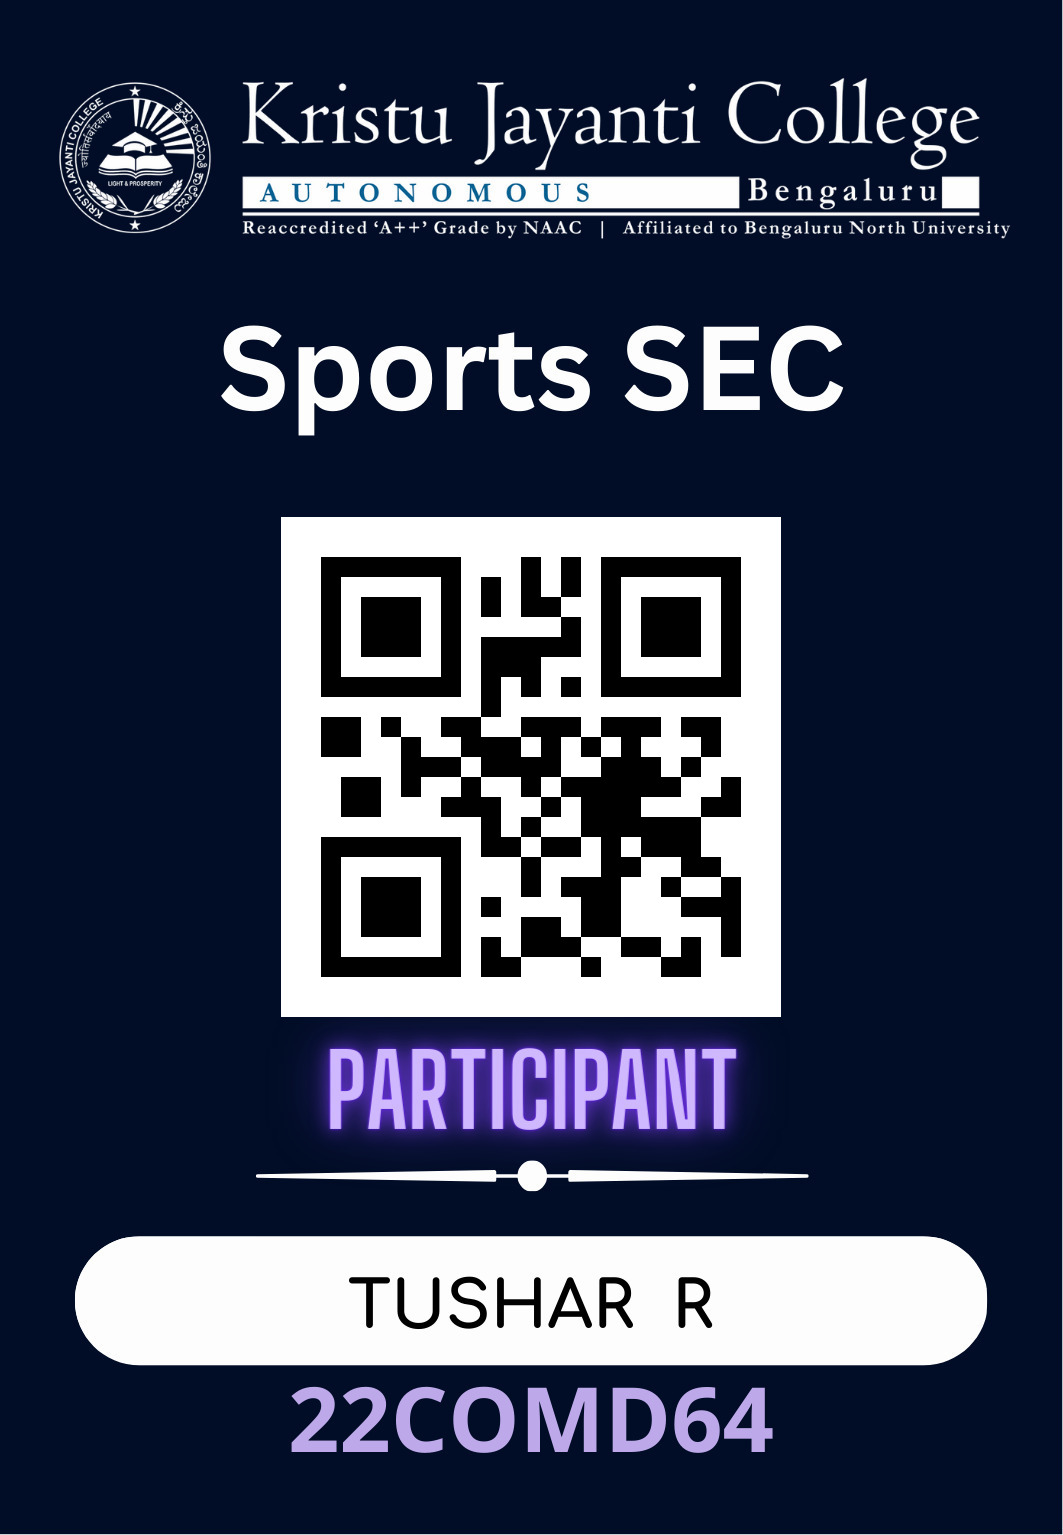 KRISTU JAYANTI COLLEGE
ಕ್ರಿಸ್ತು ಜಯಂತಿ ಕಾಲೇಜು
LIGHT & PROSPERITY
Kristu Jayanti College
AUTONOMOUS Bengaluru
Reaccredited ‘A++’ Grade by NAAC | Affiliated to Bengaluru North University
Sports SEC
PARTICIPANT
TUSHAR R
22COMD64